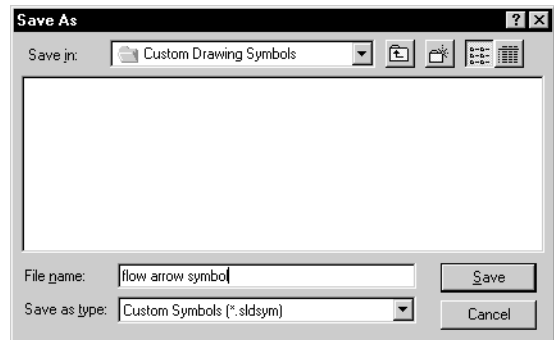 Save As
Save in: Custom Drawing Symbols
File name: flow arrow symbol
Save
Save as type: Custom Symbols (*.sldsym)
Cancel